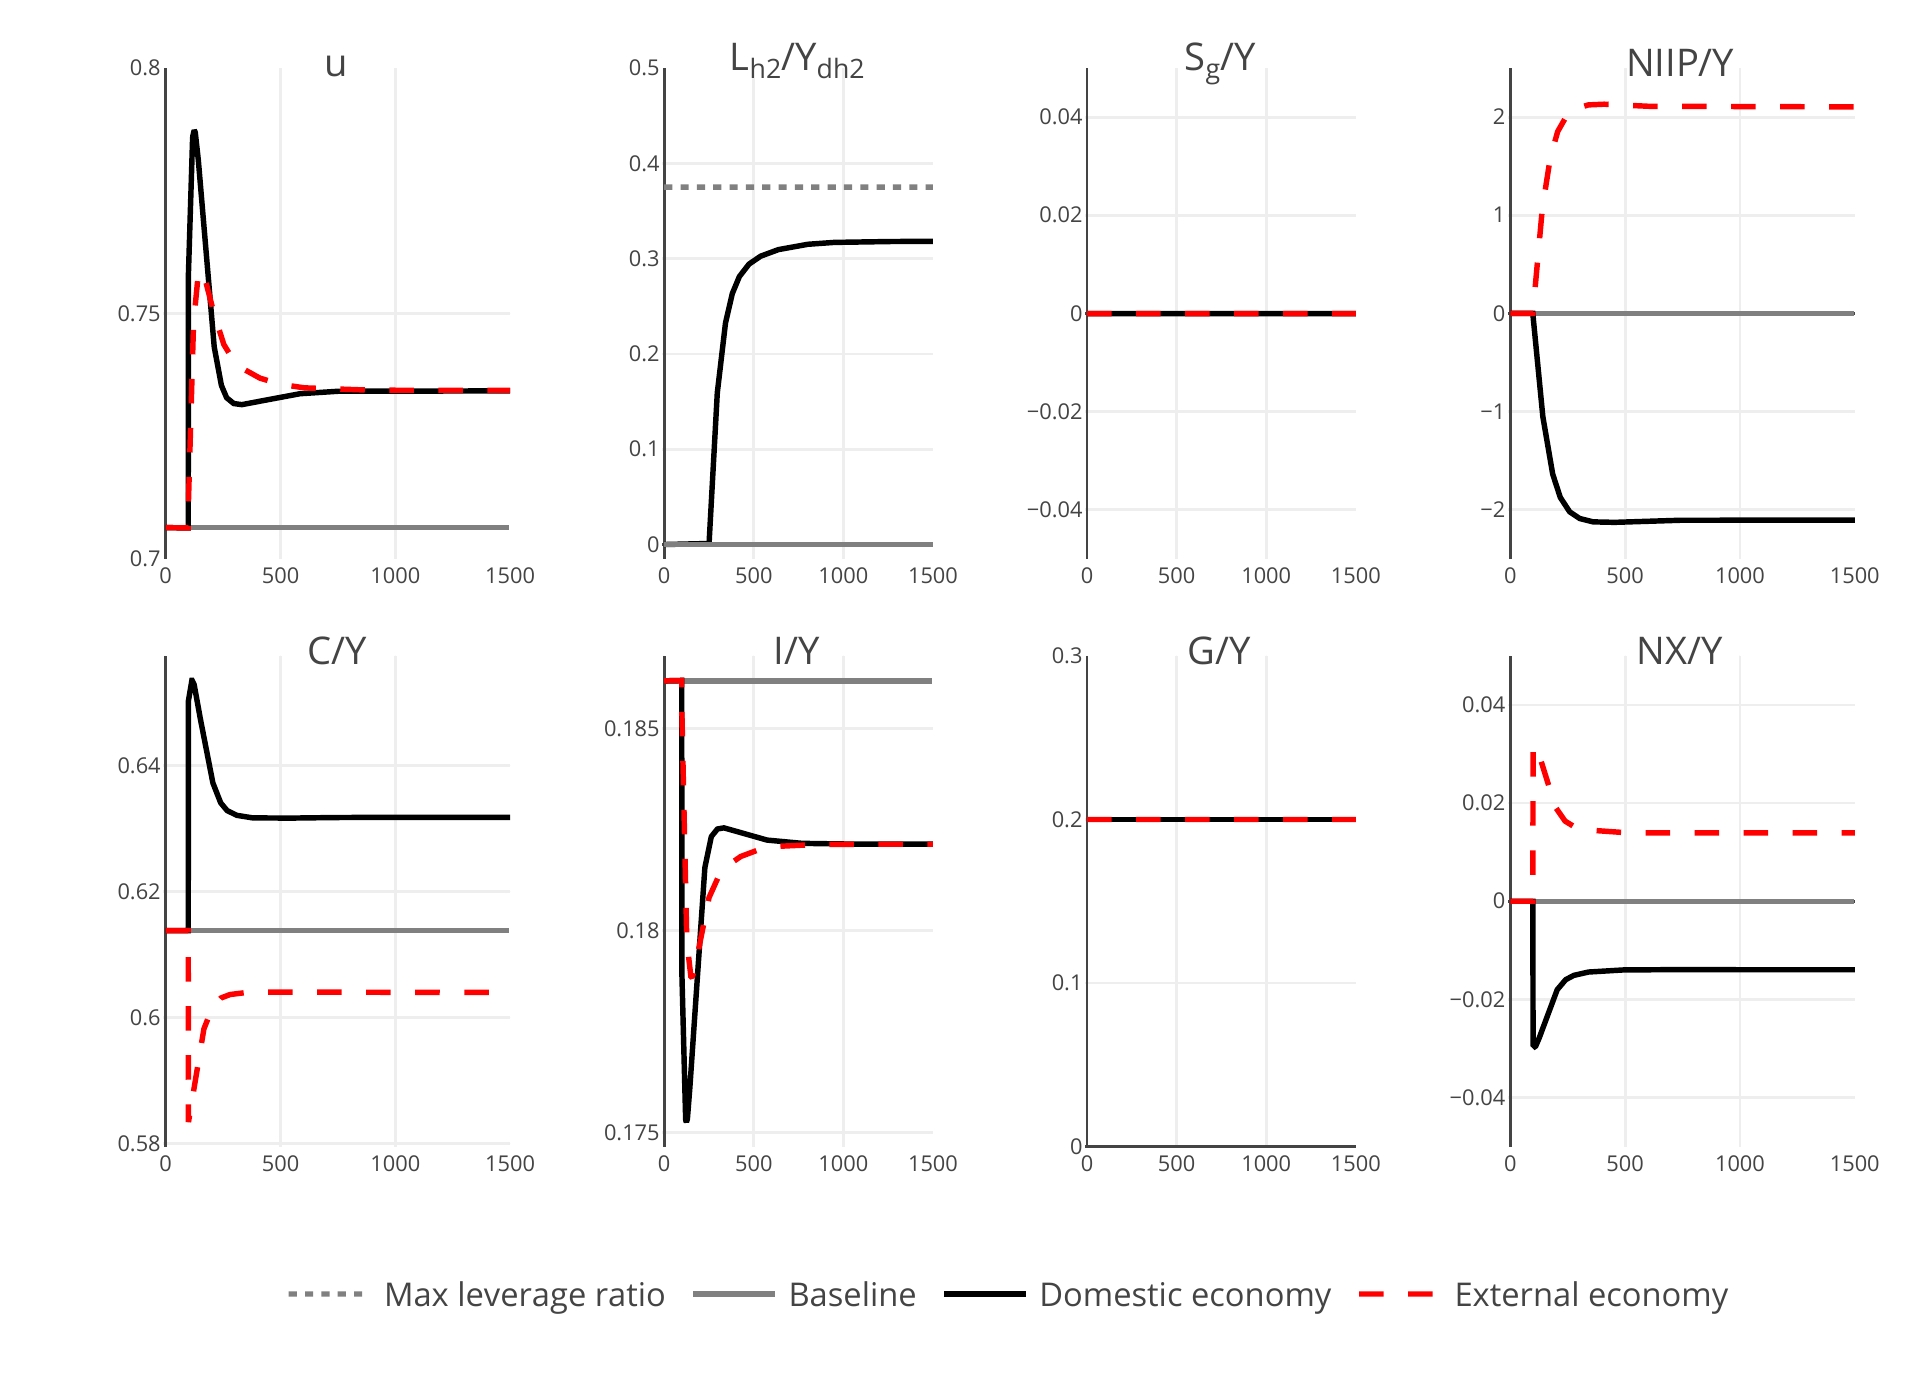 u
0.8
0.75
0.7
0 500 1000 1500
Lh2/Ydh2
0.5
0.4
0.3
0.2
0.1
0
0 500 1000 1500
Sg/Y
0.04
0.02
0
−0.02
−0.04
0 500 1000 1500
NIIP/Y
2
1
0
−1
−2
0 500 1000 1500
C/Y
0.64
0.62
0.6
0.58
0 500 1000 1500
I/Y
0.185
0.18
0.175
0 500 1000 1500
G/Y
0.3
0.2
0.1
0
0 500 1000 1500
NX/Y
0.04
0.02
0
−0.02
−0.04
0 500 1000 1500
Max leverage ratio Baseline Domestic economy External economy